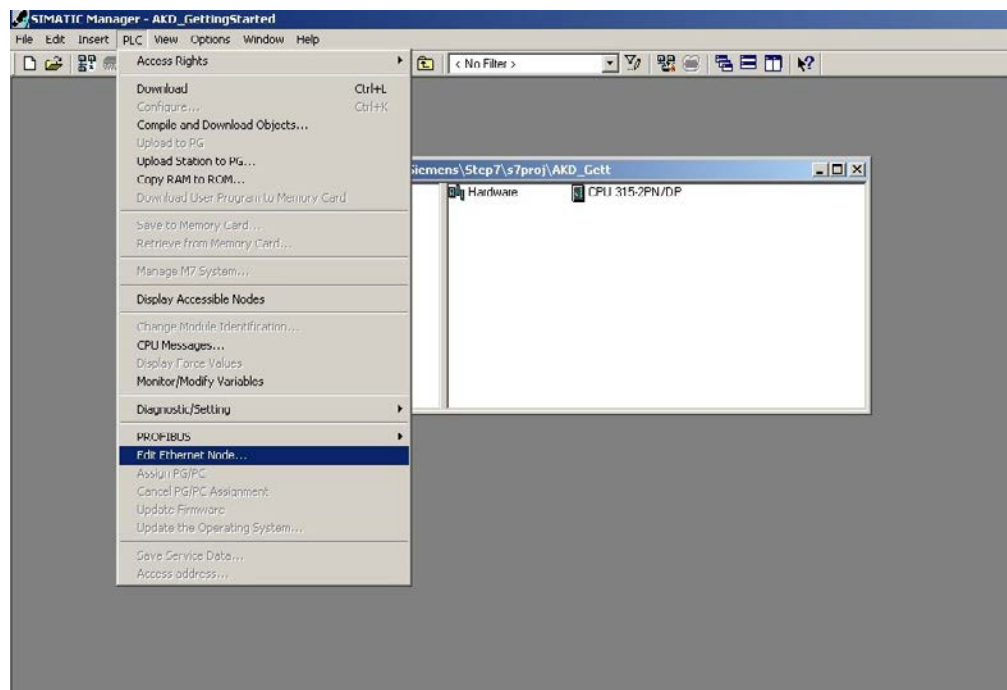 SIMATIC Manager - AKD_GettingStarted
File Edit Insert PLC View Options Window Help
< No Filter >
Access Rights
Download Ctrl+L
Configure... Ctrl+K
Compile and Download Objects...
Upload to PG
Upload Station to PG...
Copy RAM to ROM...
Download User Program to Memory Card
Save to Memory Card...
Retrieve from Memory Card...
Manage M7 System...
Display Accessible Nodes
Change Module Identification...
CPU Messages...
Display Force Values
Monitor/Modify Variables
Diagnostic/Setting
PROFIBUS
Edit Ethernet Node...
Assign PG/PC
Cancel PG/PC Assignment
Update Firmware
Update the Operating System...
Save Service Data...
Access address...
iemens\Step7\s7proj\AKD_Gett
Hardware CPU 315-2PN/DP